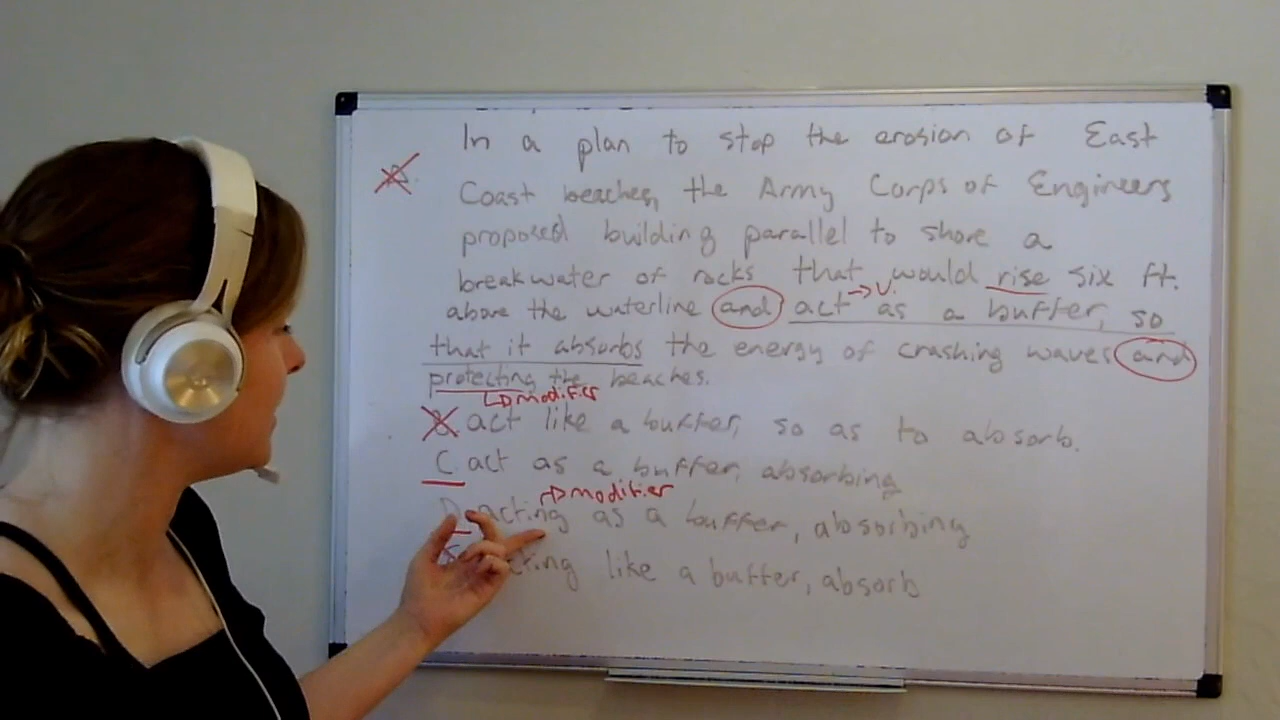 In a plan to stop the erosion of East
Coast beaches, the Army Corps of Engineers
proposed building parallel to shore a
breakwater of rocks that would rise six ft.
→ v.
above the waterline and act as a buffer, so
that it absorbs the energy of crashing waves and
protecting the beaches.
↳ modifier
act like a buffer, so as to absorb.
C act as a buffer, absorbing
↱ modifier
D acting as a buffer, absorbing
acting like a buffer, absorb